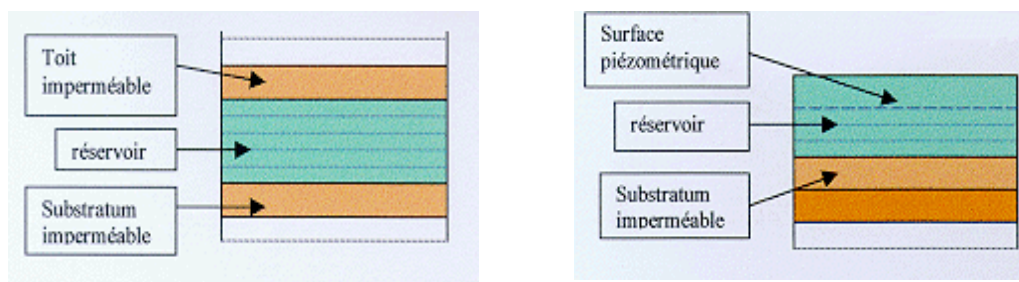 Toit
imperméable
réservoir
Substratum
imperméable
Surface
piézométrique
réservoir
Substratum
imperméable